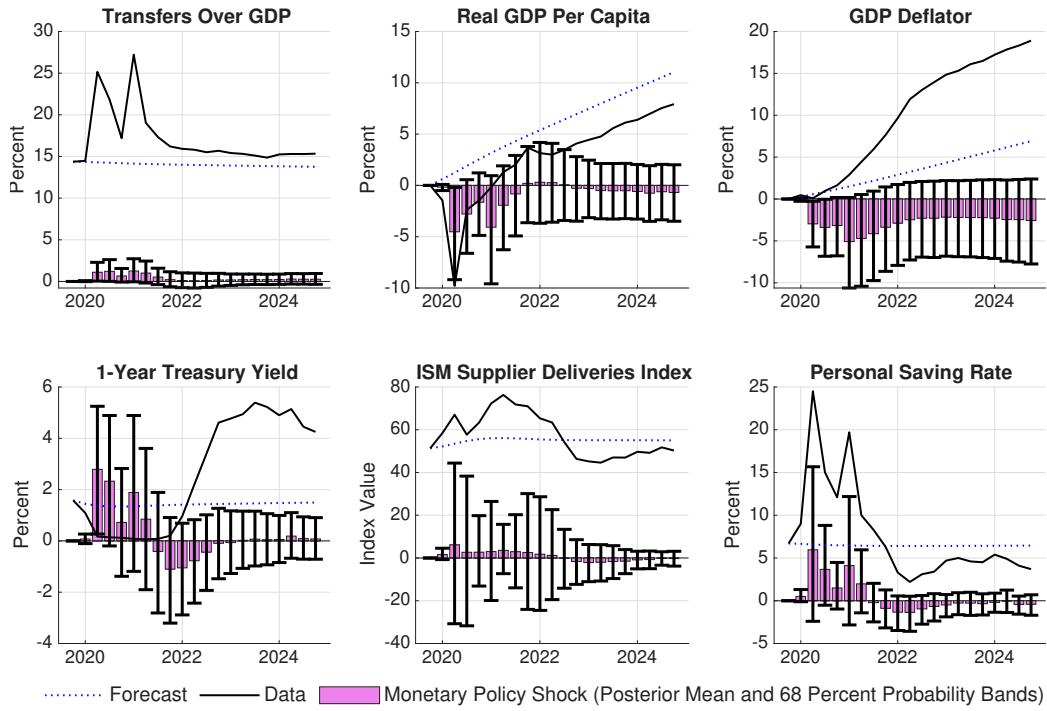 Transfers Over GDP
Real GDP Per Capita
GDP Deflator
Percent
30
25
20
15
10
5
0
2020 2022 2024
Percent
15
10
5
0
-5
-10
2020 2022 2024
Percent
20
15
10
5
0
-5
-10
2020 2022 2024
1-Year Treasury Yield
ISM Supplier Deliveries Index
Personal Saving Rate
Percent
6
4
2
0
-2
-4
2020 2022 2024
Index Value
80
60
40
20
0
-20
-40
2020 2022 2024
Percent
25
20
15
10
5
0
-5
2020 2022 2024
Forecast Data Monetary Policy Shock (Posterior Mean and 68 Percent Probability Bands)